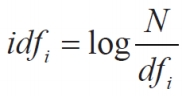 idf_i = log N/df_i